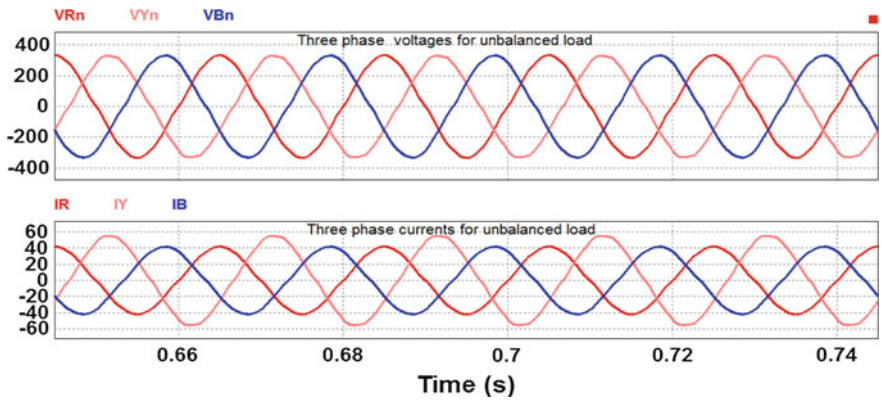 VRn VYn VBn
Three phase voltages for unbalanced load
400
200
0
-200
-400
IR IY IB
Three phase currents for unbalanced load
60
40
20
0
-20
-40
-60
0.66 0.68 0.7 0.72 0.74
Time (s)